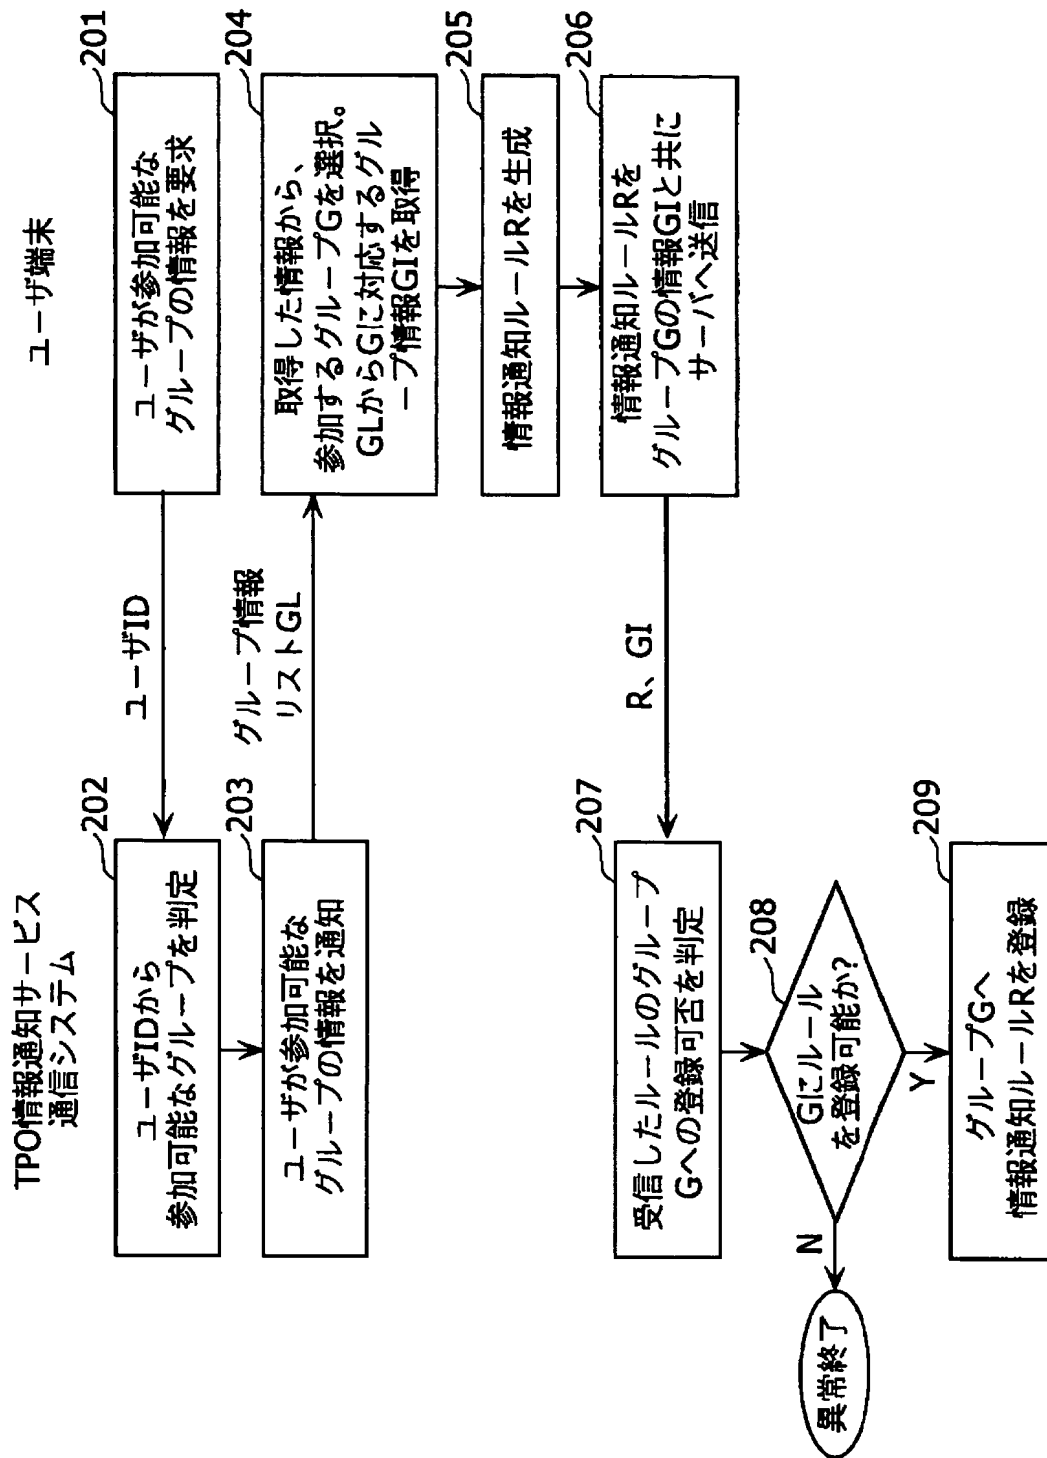 TPO情報通知サービス
通信システム
ユーザ端末
201
ユーザが参加可能な
グループの情報を要求
ユーザID
202
ユーザIDから
参加可能なグループを判定
203
ユーザが参加可能な
グループの情報を通知
グループ情報
リストGL
204
取得した情報から、
参加するグループGを選択。
GLからGに対応するグル
ープ情報GIを取得
205
情報通知ルールRを生成
206
情報通知ルールRを
グループGの情報GIと共に
サーバへ送信
R、GI
207
受信したルールのグループ
Gへの登録可否を判定
208
Gにルール
を登録可能か?
N
異常終了
Y
209
グループGへ
情報通知ルールRを登録